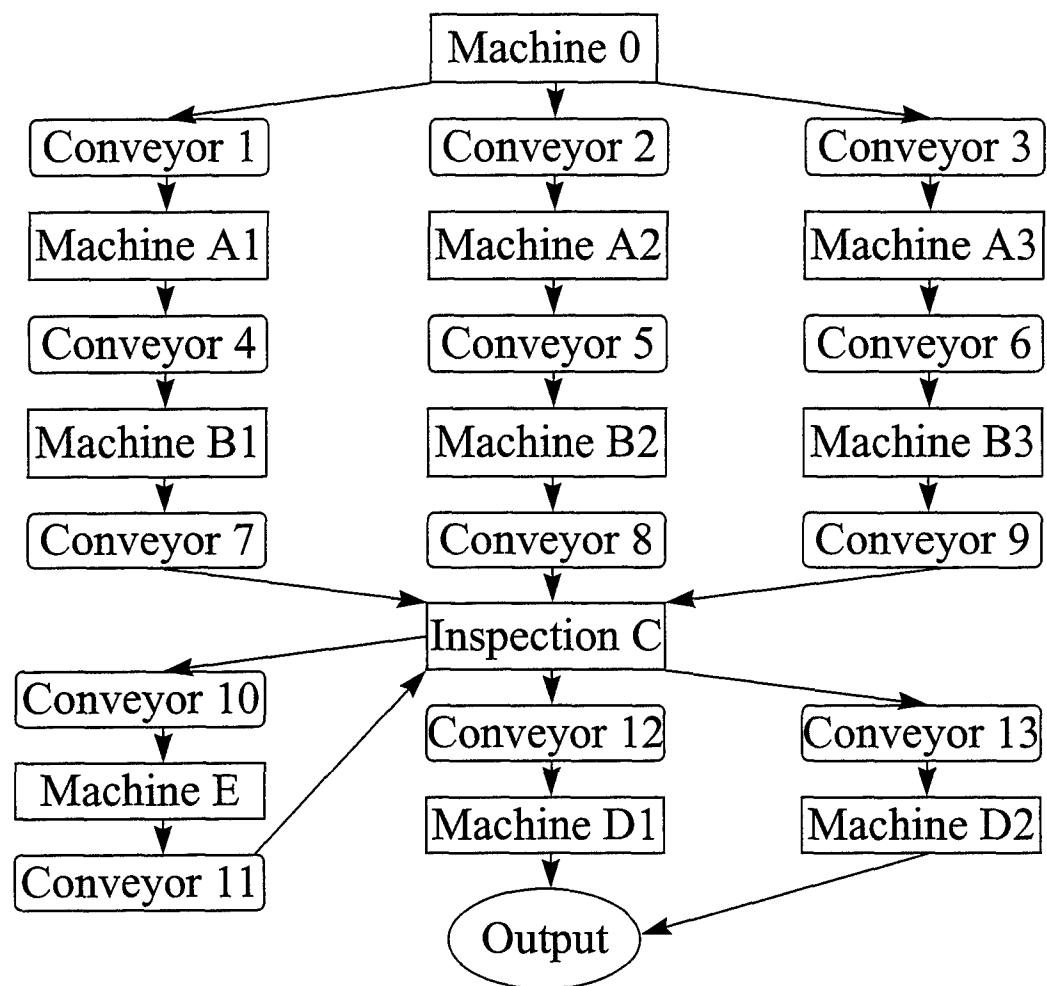 Machine 0
Conveyor 1
Conveyor 2
Conveyor 3
Machine A1
Machine A2
Machine A3
Conveyor 4
Conveyor 5
Conveyor 6
Machine B1
Machine B2
Machine B3
Conveyor 7
Conveyor 8
Conveyor 9
Inspection C
Conveyor 10
Conveyor 12
Conveyor 13
Machine E
Machine D1
Machine D2
Conveyor 11
Output